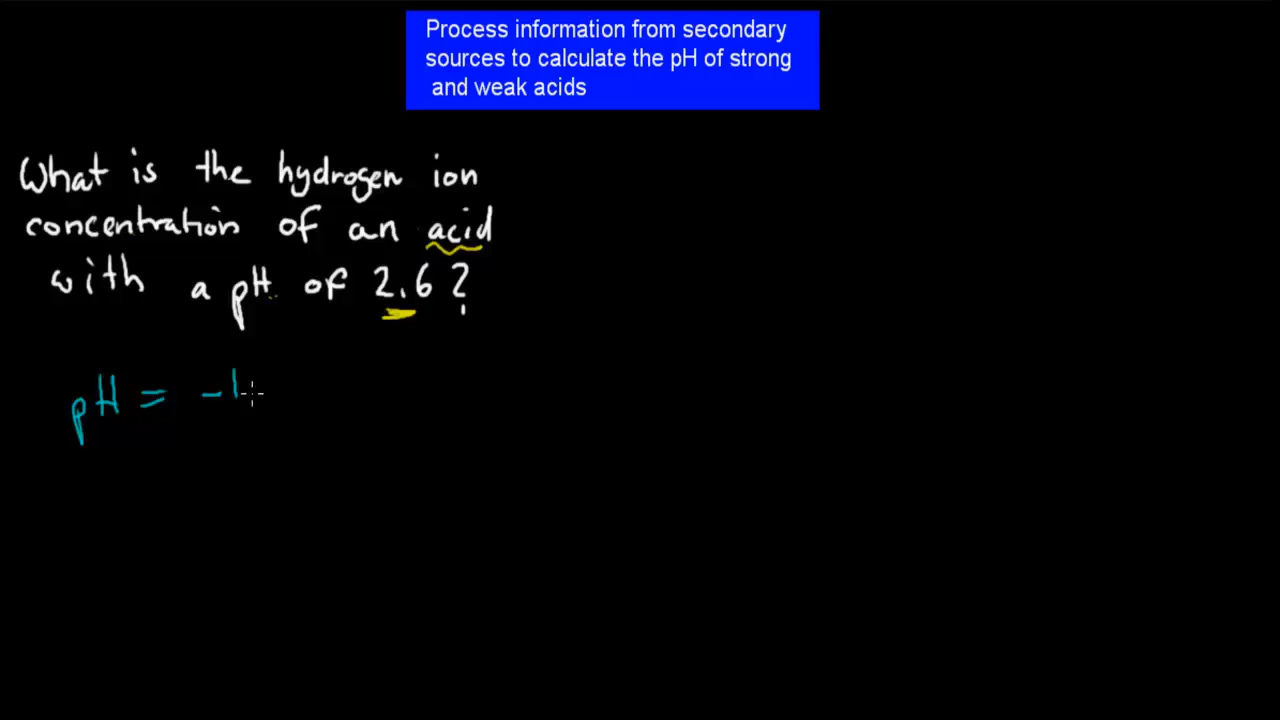 Process information from secondary
sources to calculate the pH of strong
and weak acids
What is the hydrogen ion
concentration of an acid
with a pH of 2.6?
pH = -l